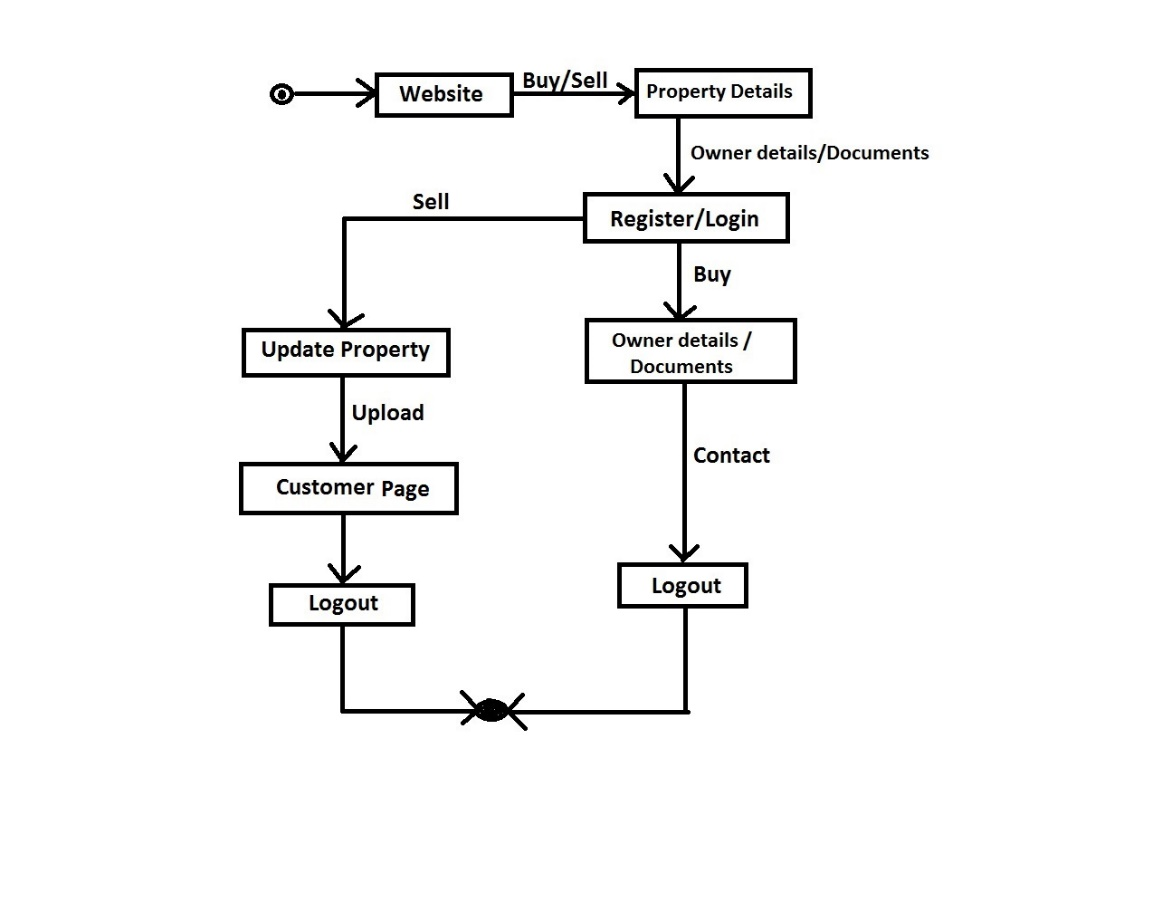 Website
Buy/Sell
Property Details
Owner details/Documents
Sell
Register/Login
Buy
Update Property
Owner details /
Documents
Upload
Contact
Customer Page
Logout
Logout